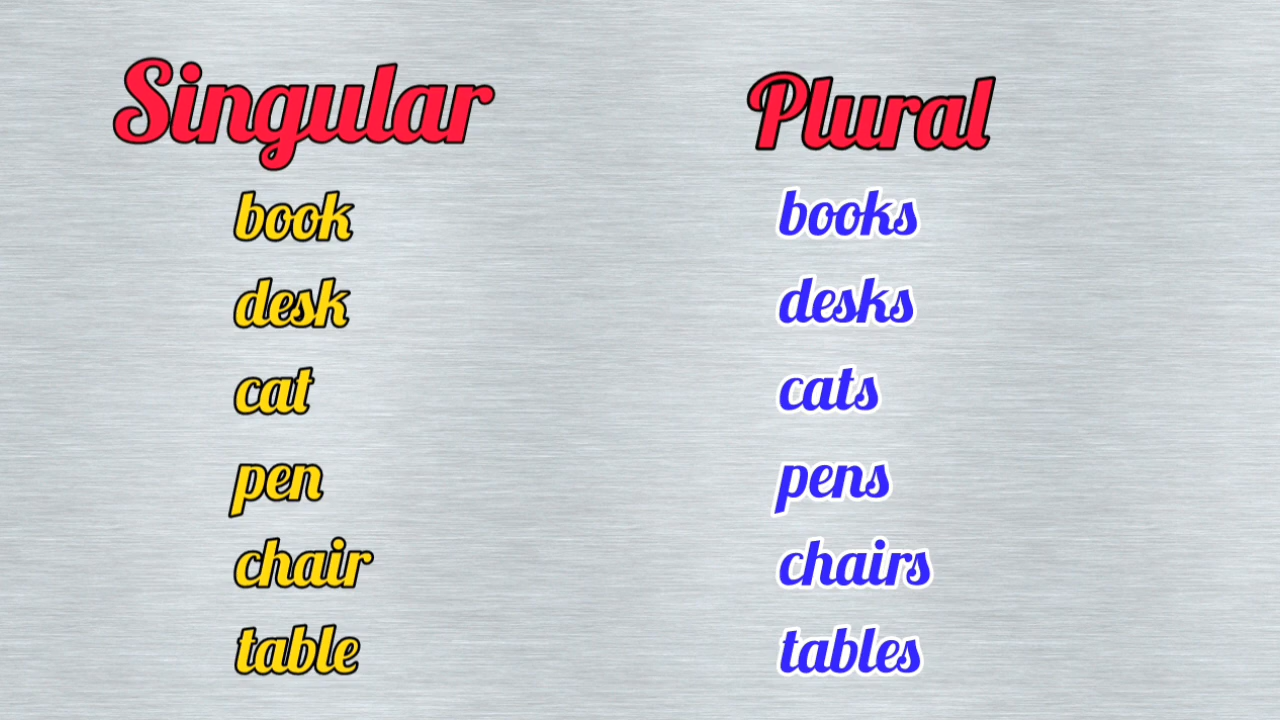 Singular Plural
book books
desk desks
cat cats
pen pens
chair chairs
table tables